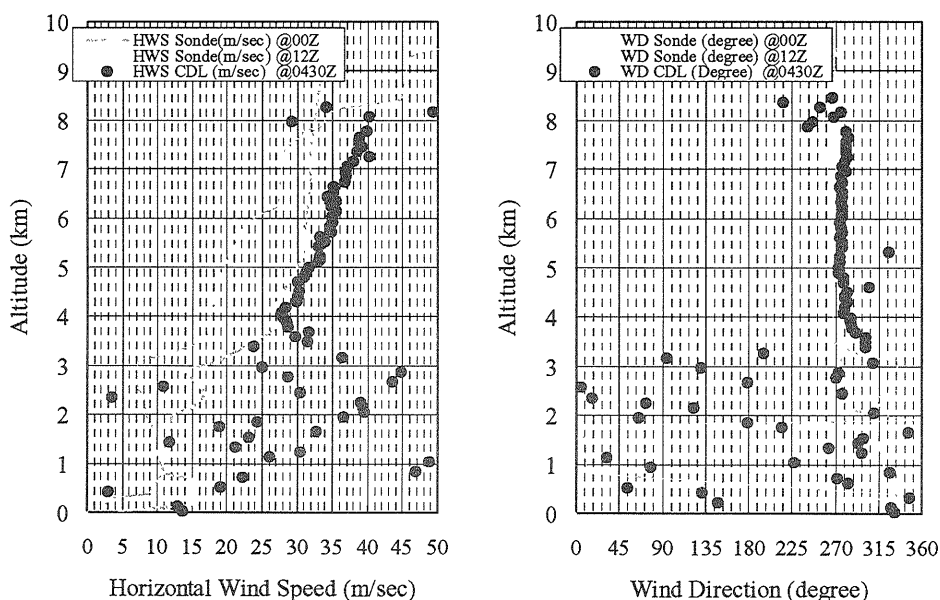 HWS Sonde(m/sec) @00Z
HWS Sonde(m/sec) @12Z
HWS CDL (m/sec) @0430Z
10
9
8
7
6
5
4
3
2
1
0
Altitude (km)
0 5 10 15 20 25 30 35 40 45 50
Horizontal Wind Speed (m/sec)
WD Sonde (degree) @00Z
WD Sonde (degree) @12Z
WD CDL (Degree) @0430Z
10
9
8
7
6
5
4
3
2
1
0
Altitude (km)
0 45 90 135 180 225 270 315 360
Wind Direction (degree)